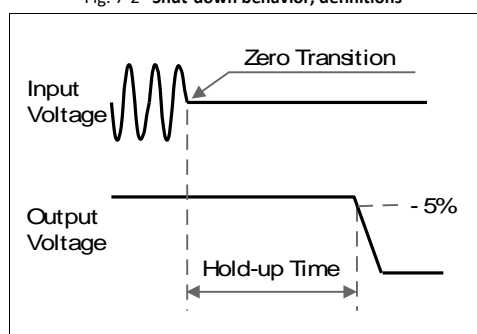 Fig. 7-2 Shut-down behavior, definitions
Zero Transition
Input
Voltage
- 5%
Output
Voltage
Hold-up Time